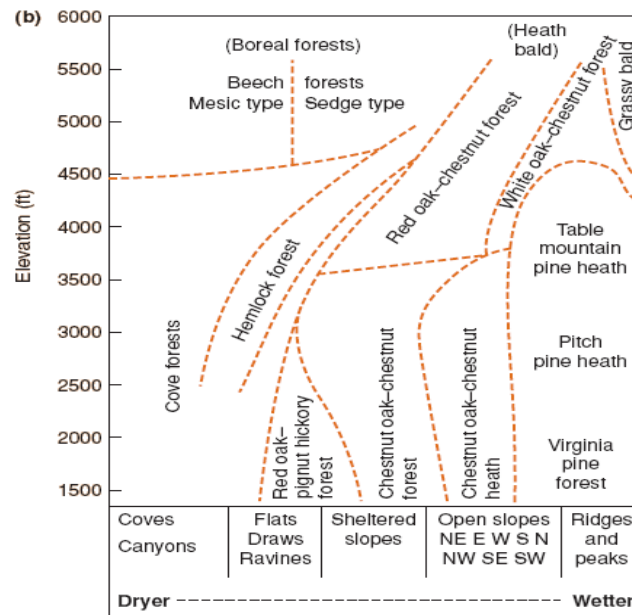 (b)
6000
5500
5000
4500
4000
3500
3000
2500
2000
1500
Elevation (ft)
(Boreal forests)
(Heath
bald)
Beech forests
Mesic type Sedge type
Grassy bald
White oak–chestnut forest
Red oak–chestnut forest
Hemlock forest
Cove forests
Table
mountain
pine heath
Pitch
pine heath
Virginia
pine
forest
Red oak–
pignut hickory
forest
Chestnut oak–chestnut
forest
Chestnut oak–chestnut
heath
Coves
Canyons
Flats
Draws
Ravines
Sheltered
slopes
Open slopes
NE E W S N
NW SE SW
Ridges
and
peaks
Dryer
Wetter